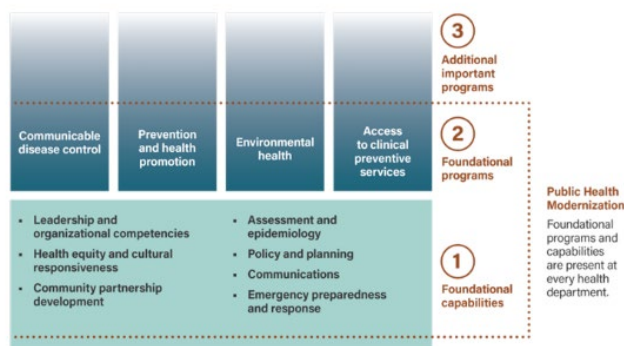 3
Additional
important
programs
Communicable
disease control
Prevention
and health
promotion
Environmental
health
Access
to clinical
preventive
services
2
Foundational
programs
▪ Leadership and
organizational competencies
▪ Health equity and cultural
responsiveness
▪ Community partnership
development
▪ Assessment and
epidemiology
▪ Policy and planning
▪ Communications
▪ Emergency preparedness
and response
1
Foundational
capabilities
Public Health
Modernization
Foundational
programs and
capabilities
are present at
every health
department.